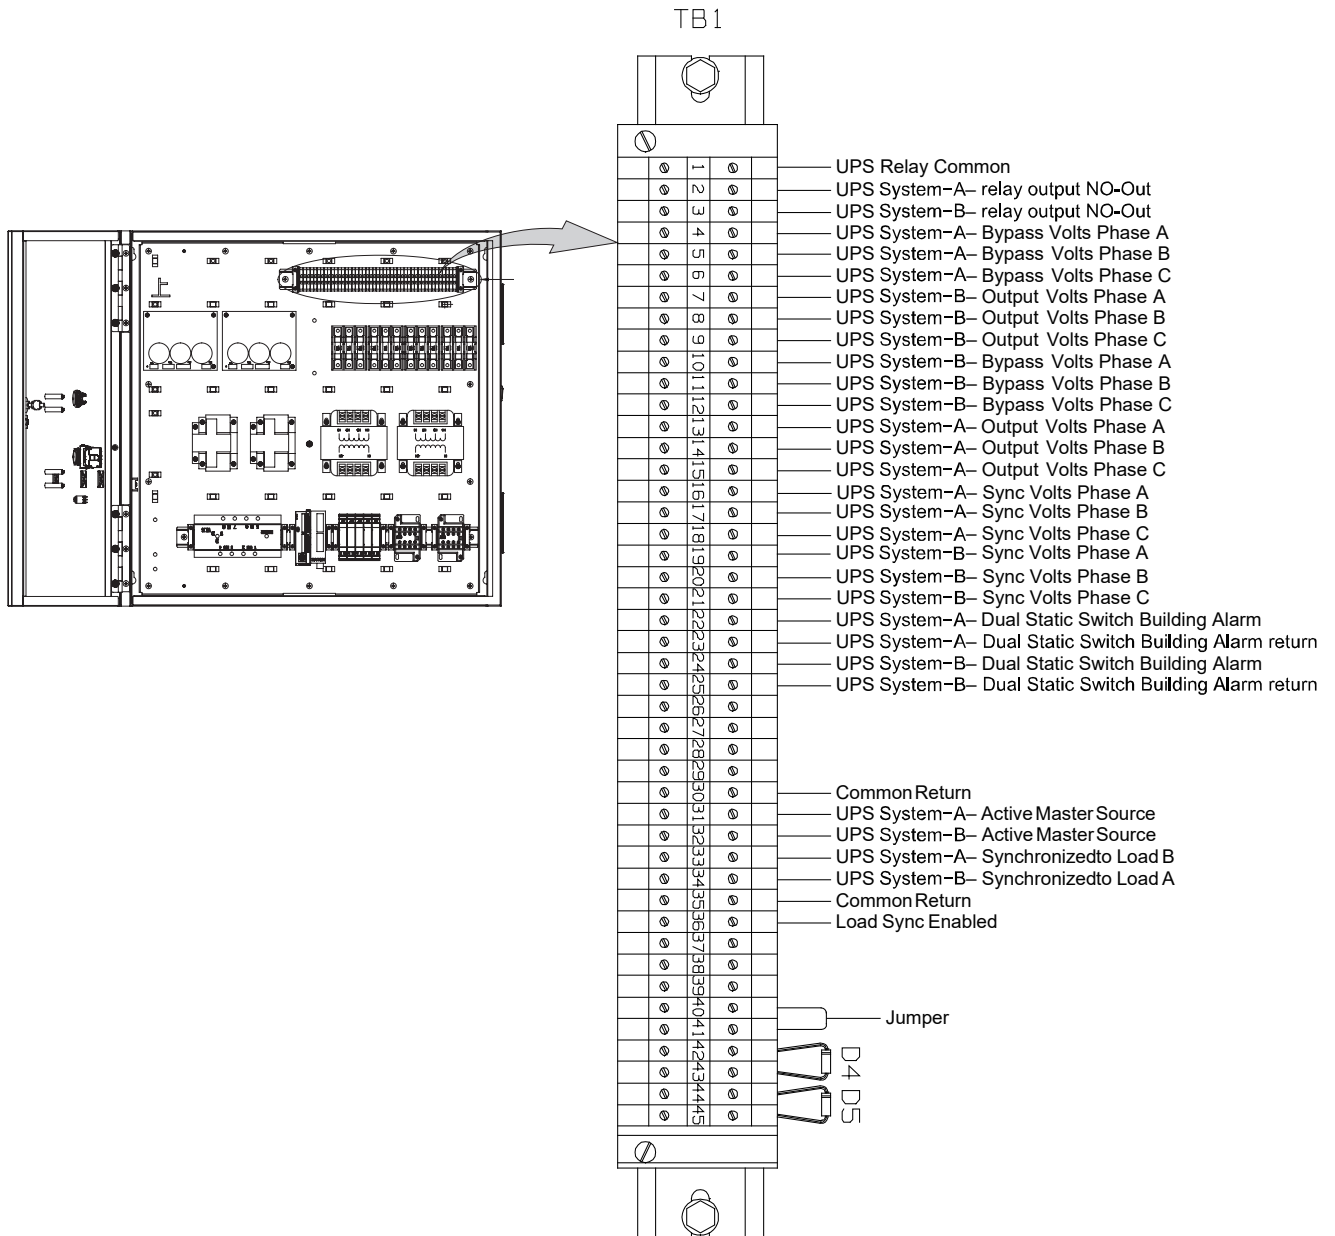 TB1
1 UPS Relay Common
2 UPS System-A- relay output NO-Out
3 UPS System-B- relay output NO-Out
4 UPS System-A- Bypass Volts Phase A
5 UPS System-A- Bypass Volts Phase B
6 UPS System-A- Bypass Volts Phase C
7 UPS System-B- Output Volts Phase A
8 UPS System-B- Output Volts Phase B
9 UPS System-B- Output Volts Phase C
10 UPS System-B- Bypass Volts Phase A
11 UPS System-B- Bypass Volts Phase B
12 UPS System-B- Bypass Volts Phase C
13 UPS System-A- Output Volts Phase A
14 UPS System-A- Output Volts Phase B
15 UPS System-A- Output Volts Phase C
16 UPS System-A- Sync Volts Phase A
17 UPS System-A- Sync Volts Phase B
18 UPS System-A- Sync Volts Phase C
19 UPS System-B- Sync Volts Phase A
20 UPS System-B- Sync Volts Phase B
21 UPS System-B- Sync Volts Phase C
22 UPS System-A- Dual Static Switch Building Alarm
23 UPS System-A- Dual Static Switch Building Alarm return
24 UPS System-B- Dual Static Switch Building Alarm
25 UPS System-B- Dual Static Switch Building Alarm return
26
27
28
29
30 Common Return
31 UPS System-A- Active Master Source
32 UPS System-B- Active Master Source
33 UPS System-A- Synchronizedto Load B
34 UPS System-B- Synchronizedto Load A
35 Common Return
36 Load Sync Enabled
37
38
39
40
41
Jumper
42
43
D4
44
45
D5